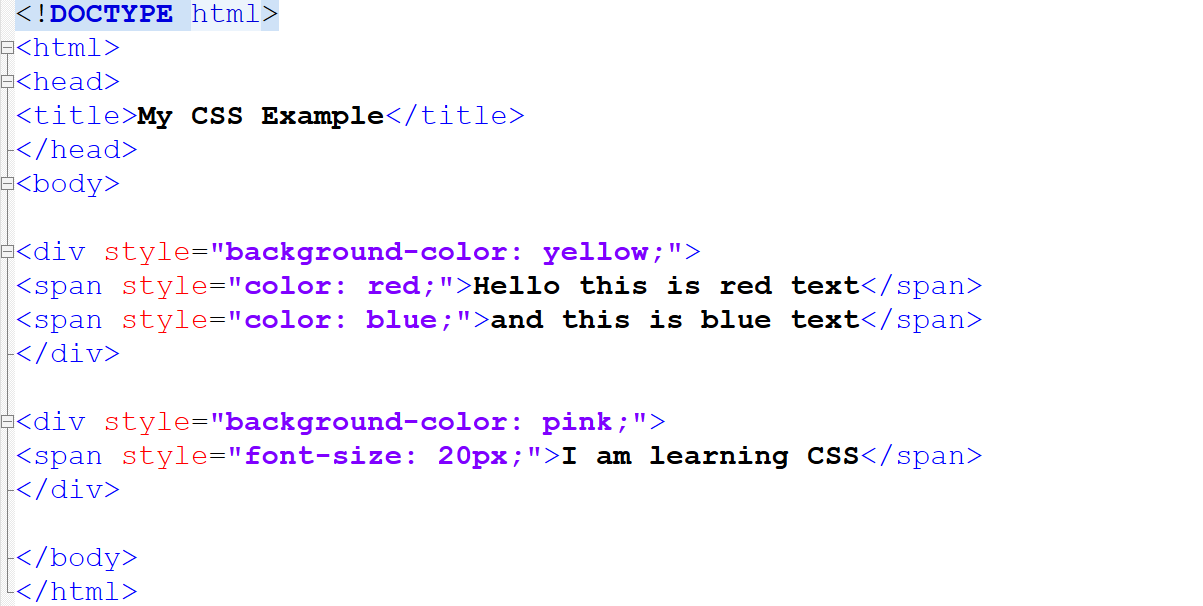 <!DOCTYPE html>
<html>
<head>
<title>My CSS Example</title>
</head>
<body>
<div style="background-color: yellow;">
<span style="color: red;">Hello this is red text</span>
<span style="color: blue;">and this is blue text</span>
</div>
<div style="background-color: pink;">
<span style="font-size: 20px;">I am learning CSS</span>
</div>
</body>
</html>